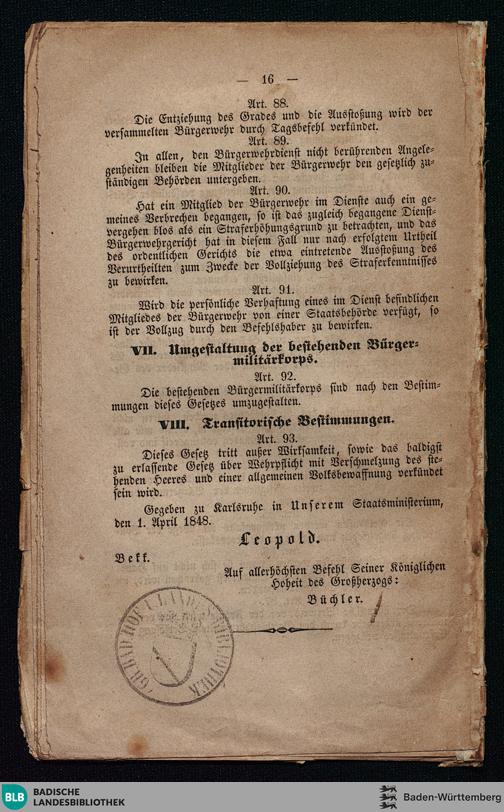 — 16 —
Art. 88.
Die Entziehung des Grades und die Ausstoßung wird der
versammelten Bürgerwehr durch Tagsbefehl verkündet.
Art. 89.
In allen, den Bürgerwehrdienst nicht berührenden Angele-
genheiten bleiben die Mitglieder der Bürgerwehr den gesetzlich zu-
ständigen Behörden untergeben.
Art. 90.
Hat ein Mitglied der Bürgerwehr im Dienste auch ein ge-
meines Verbrechen begangen, so ist das zugleich begangene Dienst-
vergehen blos als ein Straferhöhungsgrund zu betrachten, und das
Bürgerwehrgericht hat in diesem Fall nur nach erfolgtem Urtheil
des ordentlichen Gerichts die etwa eintretende Ausstoßung des
Verurtheilten zum Zwecke der Vollziehung des Straferkenntnisses
zu bewirken.
Art. 91.
Wird die persönliche Verhaftung eines im Dienst befindlichen
Mitgliedes der Bürgerwehr von einer Staatsbehörde verfügt, so
ist der Vollzug durch den Befehlshaber zu bewirken.
VII. Umgestaltung der bestehenden Bürger-
militärkorps.
Art. 92.
Die bestehenden Bürgermilitärkorps sind nach den Bestim-
mungen dieses Gesetzes umzugestalten.
VIII. Transitorische Bestimmungen.
Art. 93.
Dieses Gesetz tritt außer Wirksamkeit, sowie das baldigst
zu erlassende Gesetz über Wehrpflicht mit Verschmelzung des ste-
henden Heeres und einer allgemeinen Volksbewaffnung verkündet
sein wird.
Gegeben zu Karlsruhe in Unserem Staatsministerium,
den 1. April 1848.
Leopold.
Bekk.
Auf allerhöchsten Befehl Seiner Königlichen
Hoheit des Großherzogs:
Büchler.
GR. BAD. HOF U. LANDESBIBLIOTHEK
BLB
BADISCHE
LANDESBIBLIOTHEK
Baden-Württemberg